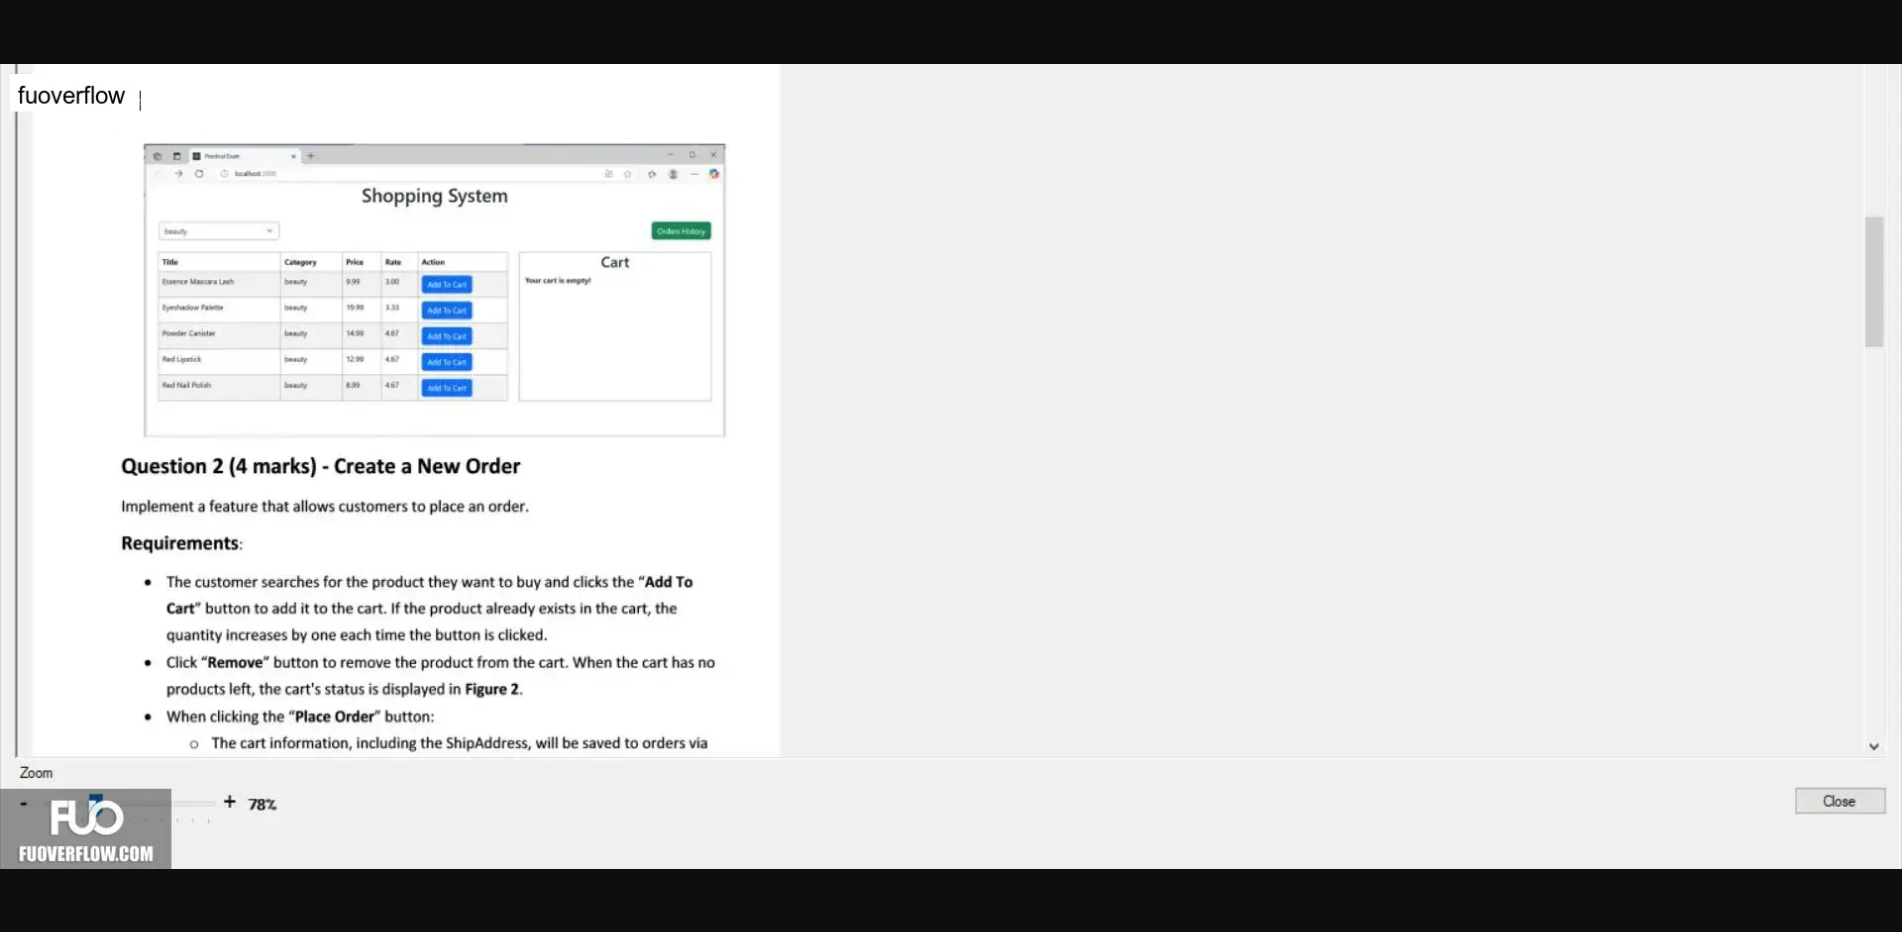 fuoverflow
Practical Exam
localhost:3000
Shopping System
beauty
Orders History
Title Category Price Rate Action
Essence Mascara Lash beauty 9.99 3.00 Add To Cart
Eyeshadow Palette beauty 19.99 3.33 Add To Cart
Powder Canister beauty 14.99 4.67 Add To Cart
Red Lipstick beauty 12.99 4.67 Add To Cart
Red Nail Polish beauty 8.99 4.67 Add To Cart
Cart
Your cart is empty!
Question 2 (4 marks) - Create a New Order
Implement a feature that allows customers to place an order.
Requirements:
• The customer searches for the product they want to buy and clicks the “Add To
Cart” button to add it to the cart. If the product already exists in the cart, the
quantity increases by one each time the button is clicked.
• Click “Remove” button to remove the product from the cart. When the cart has no
products left, the cart's status is displayed in Figure 2.
• When clicking the “Place Order” button:
o The cart information, including the ShipAddress, will be saved to orders via
Zoom
- + 78%
Close
FUO
FUOVERFLOW.COM